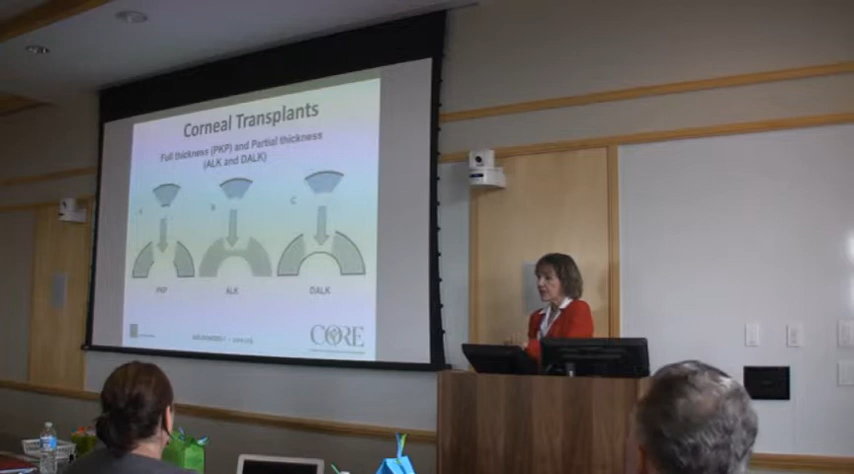 Corneal Transplants
Full thickness (PKP) and Partial thickness
(ALK and DALK)
A
B
C
PKP
ALK
DALK
CORE